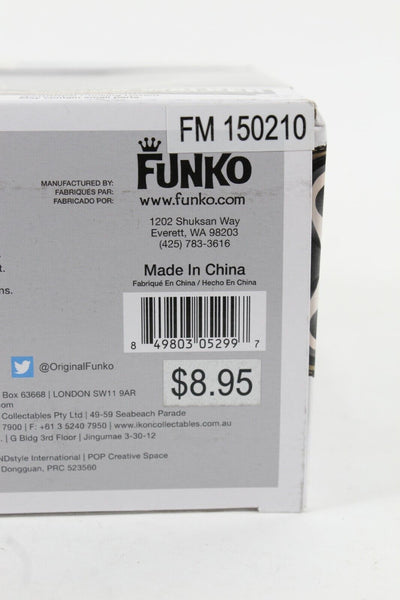 FM 150210
FUNKO
MANUFACTURED BY:
FABRIQUÉS PAR:
FABRICADO POR:
www.funko.com
1202 Shuksan Way
Everett, WA 98203
(425) 783-3616
t.
ns.
Made In China
Fabriqué En China / Hecho En China
8 49803 05299 7
@OriginalFunko
$8.95
Box 63668 | LONDON SW11 9AR
om
Collectables Pty Ltd | 49-59 Seabeach Parade
7900 | F: +61 3 5240 7950 | www.ikoncollectables.com
. | G Bldg 3rd Floor | Jingumae 3-30-12
NDstyle International | POP Creative Space
Dongguan, PRC 523560